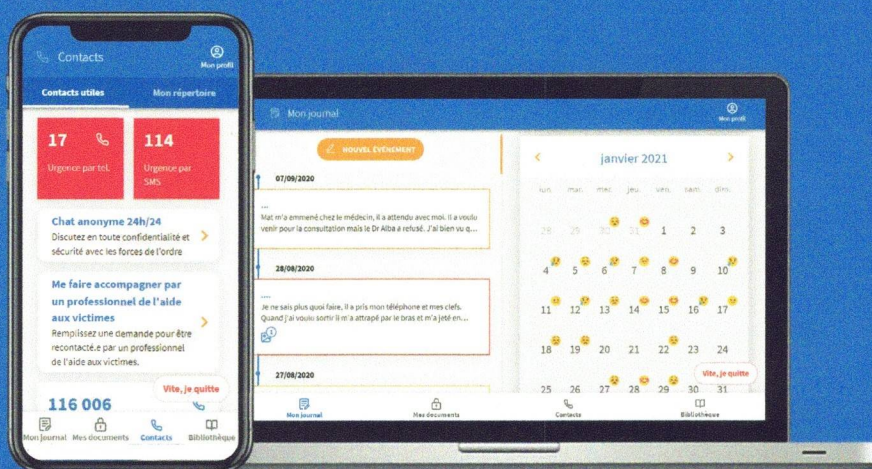 Contacts
Mon profil
Contacts utiles
Mon répertoire
17
Urgence par tel.
114
Urgence par
SMS
Chat anonyme 24h/24
Discutez en toute confidentialité et
sécurité avec les forces de l'ordre
Me faire accompagner par
un professionnel de l'aide
aux victimes
Remplissez une demande pour être
recontacté.e par un professionnel
de l'aide aux victimes.
Vite, je quitte
116 006
Mon journal
Mes documents
Contacts
Bibliothèque
Mon journal
Mon profil
NOUVEL ÉVÉNEMENT
07/09/2020
...
Mat m'a emmené chez le médecin, il a attendu avec moi. Il a voulu
venir pour la consultation mais le Dr Alba a refusé. J'ai bien vu q...
28/08/2020
....
Je ne sais plus quoi faire, il a pris mon téléphone et mes clefs.
Quand j'ai voulu sortir il m'a attrapé par le bras et m'a jeté en...
1
27/08/2020
janvier 2021
lun. mar. mer. jeu. ven. sam. dim.
28 29 30 31 1 2 3
4 5 6 7 8 9 10
11 12 13 14 15 16 17
18 19 20 21 22 23 24
25 26 27 28 29 30 31
Vite, je quitte
Mon journal
Mes documents
Contacts
Bibliothèque